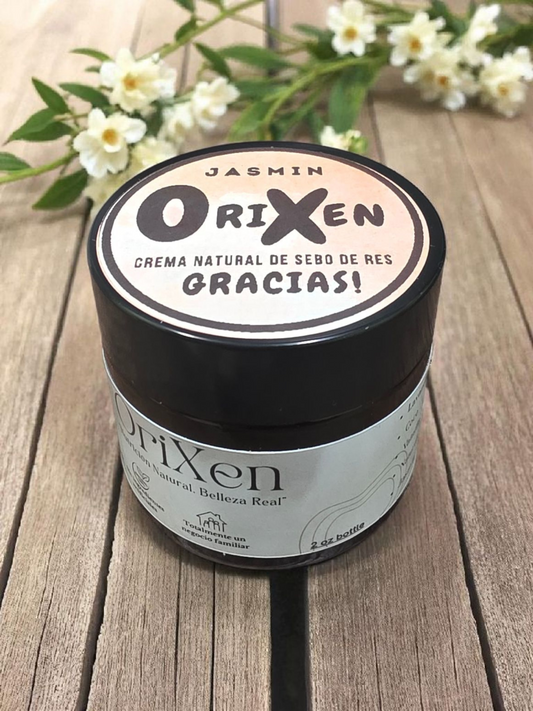 JASMIN
ORIXEN
CREMA NATURAL DE SEBO DE RES
GRACIAS!
OriXen
Natural. Belleza Real"
Totalmente un
negocio familiar
2 oz bottle